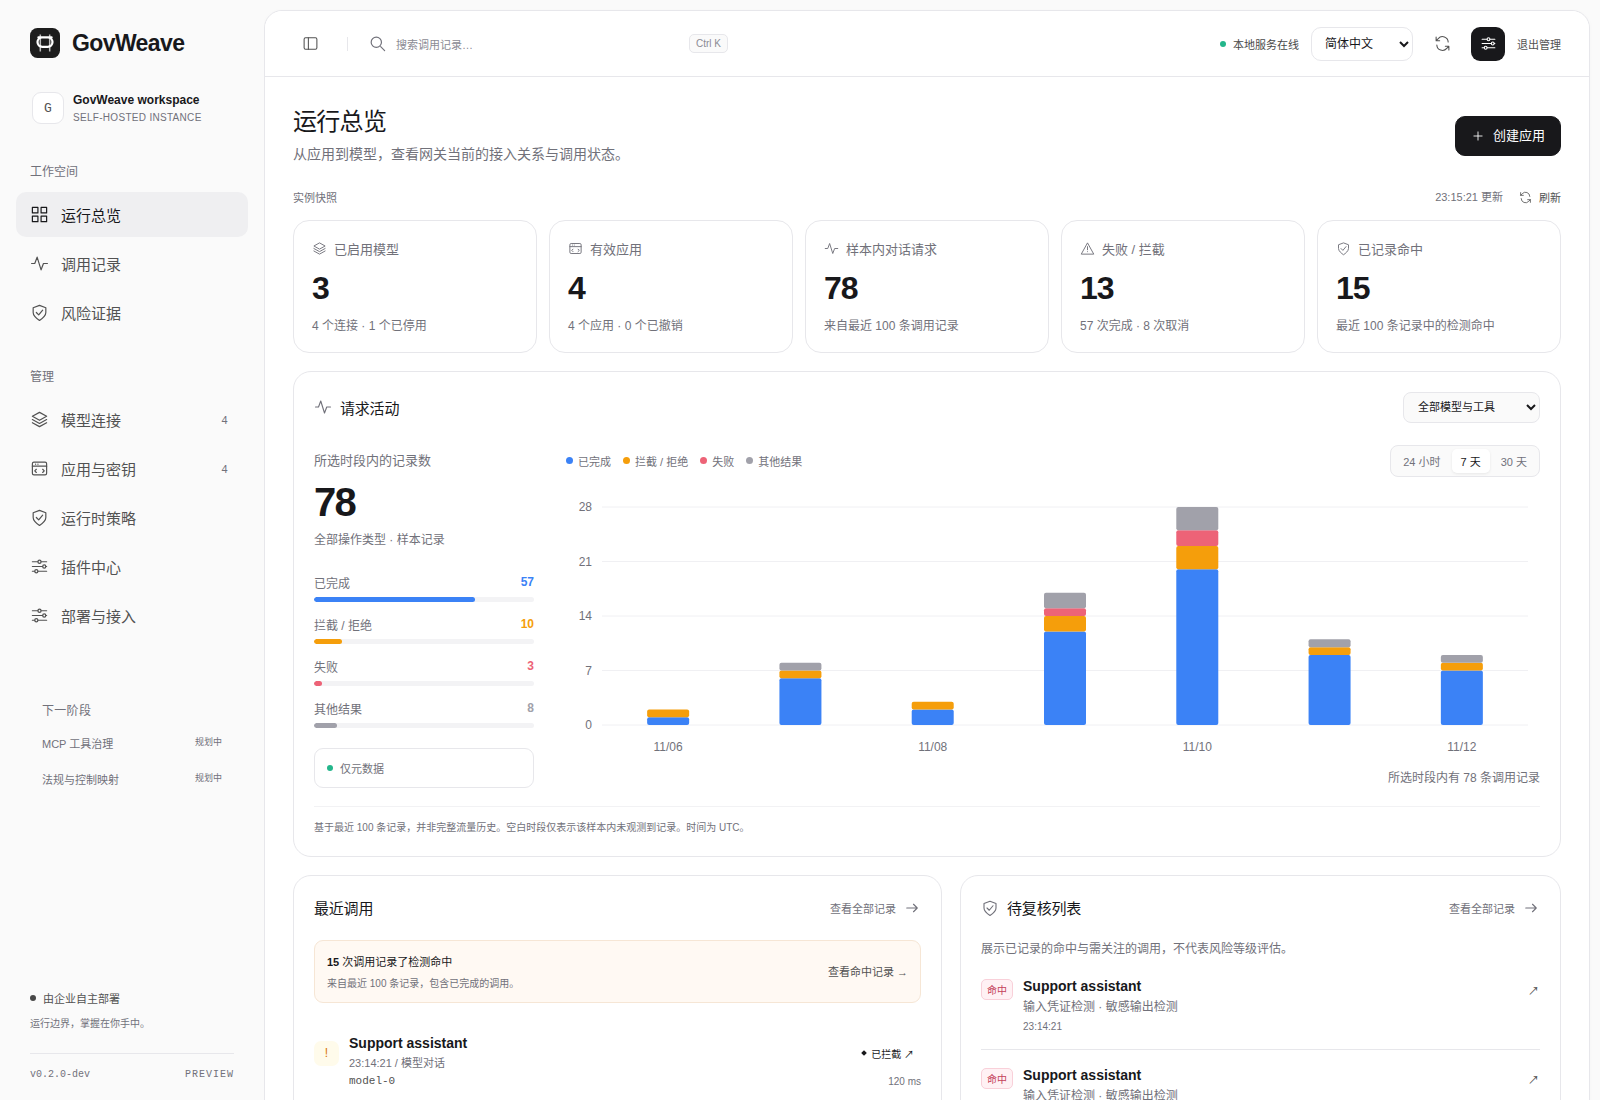 GovWeave
G
GovWeave workspace
SELF-HOSTED INSTANCE
工作空间
运行总览
调用记录
风险证据
管理
模型连接 4
应用与密钥 4
运行时策略
插件中心
部署与接入
下一阶段
MCP 工具治理 规划中
法规与控制映射 规划中
由企业自主部署
运行边界，掌握在你手中。
v0.2.0-dev PREVIEW
搜索调用记录... Ctrl K
本地服务在线 简体中文 退出管理
运行总览
从应用到模型，查看网关当前的接入关系与调用状态。
创建应用
实例快照 23:15:21 更新 刷新
已启用模型
3
4 个连接 · 1 个已停用
有效应用
4
4 个应用 · 0 个已撤销
样本内对话请求
78
来自最近 100 条调用记录
失败 / 拦截
13
57 次完成 · 8 次取消
已记录命中
15
最近 100 条记录中的检测命中
请求活动 全部模型与工具
所选时段内的记录数
78
全部操作类型 · 样本记录
已完成 57
拦截 / 拒绝 10
失败 3
其他结果 8
仅元数据
已完成 拦截 / 拒绝 失败 其他结果
24 小时 7 天 30 天
28
21
14
7
0
11/06 11/08 11/10 11/12
所选时段内有 78 条调用记录
基于最近 100 条记录，并非完整流量历史。空白时段仅表示该样本内未观测到记录。时间为 UTC。
最近调用 查看全部记录 →
15 次调用记录了检测命中
来自最近 100 条记录，包含已完成的调用。
查看命中记录 →
!
Support assistant
23:14:21 / 模型对话
model-0
已拦截 ↗
120 ms
待复核列表 查看全部记录 →
展示已记录的命中与需关注的调用，不代表风险等级评估。
命中 Support assistant ↗
输入凭证检测 · 敏感输出检测
23:14:21
命中 Support assistant ↗
输入凭证检测 · 敏感输出检测